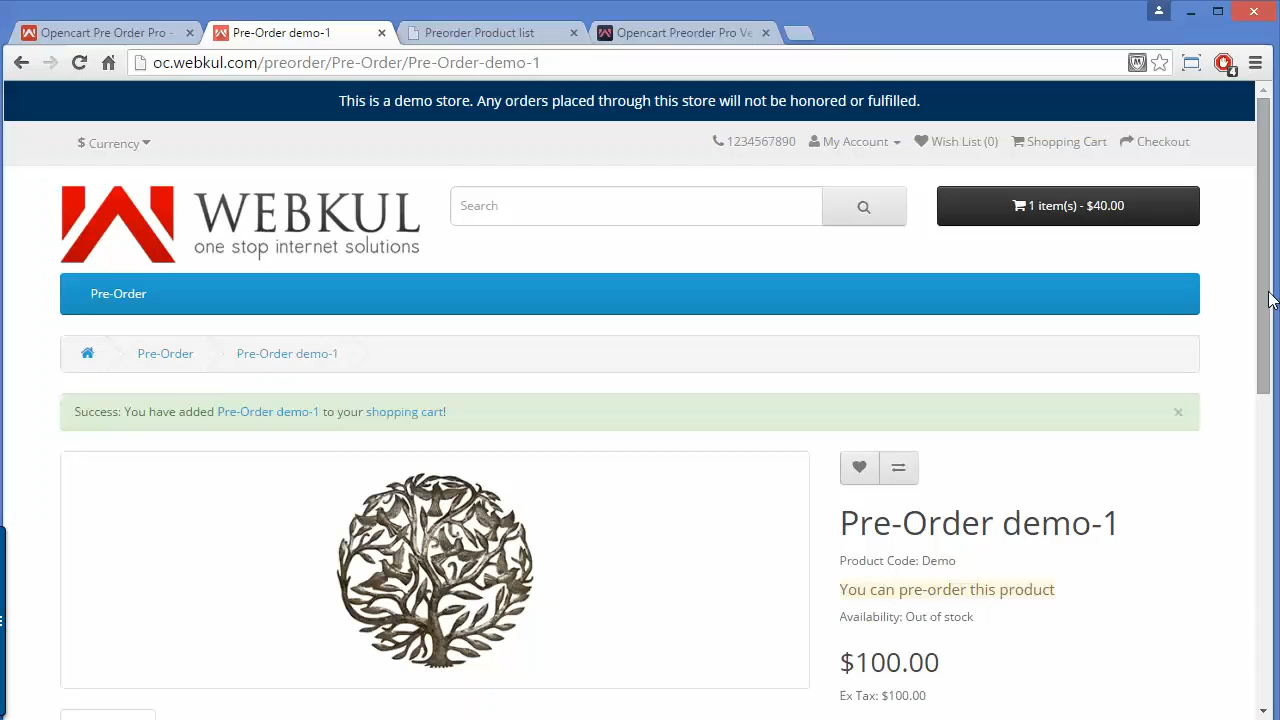 Opencart Pre Order Pro -
Pre-Order demo-1
Preorder Product list
Opencart Preorder Pro Ve
oc.webkul.com/preorder/Pre-Order/Pre-Order-demo-1
4
This is a demo store. Any orders placed through this store will not be honored or fulfilled.
$ Currency
1234567890
My Account
Wish List (0)
Shopping Cart
Checkout
WEBKUL
one stop internet solutions
Search
1 item(s) - $40.00
Pre-Order
Pre-Order
Pre-Order demo-1
Success: You have added Pre-Order demo-1 to your shopping cart!
×
Pre-Order demo-1
Product Code: Demo
You can pre-order this product
Availability: Out of stock
$100.00
Ex Tax: $100.00